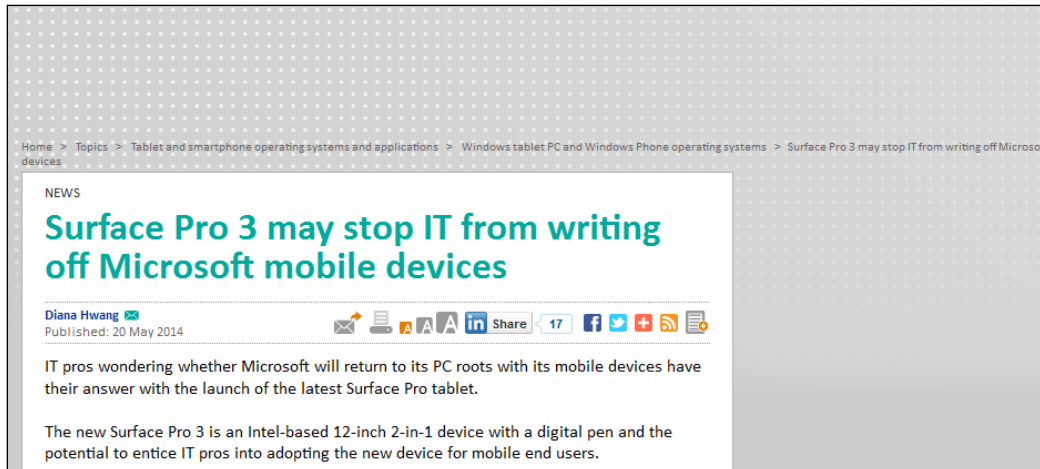 Home > Topics > Tablet and smartphone operating systems and applications > Windows tablet PC and Windows Phone operating systems > Surface Pro 3 may stop IT from writing off Microso
devices
NEWS
Surface Pro 3 may stop IT from writing
off Microsoft mobile devices
Diana Hwang
Published: 20 May 2014
A A A in Share 17 f
IT pros wondering whether Microsoft will return to its PC roots with its mobile devices have
their answer with the launch of the latest Surface Pro tablet.
The new Surface Pro 3 is an Intel-based 12-inch 2-in-1 device with a digital pen and the
potential to entice IT pros into adopting the new device for mobile end users.